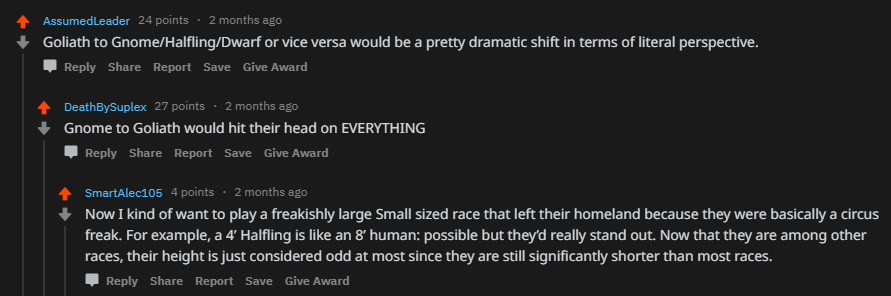 AssumedLeader 24 points · 2 months ago
Goliath to Gnome/Halfling/Dwarf or vice versa would be a pretty dramatic shift in terms of literal perspective.
Reply Share Report Save Give Award
DeathBySuplex 27 points · 2 months ago
Gnome to Goliath would hit their head on EVERYTHING
Reply Share Report Save Give Award
SmartAlec105 4 points · 2 months ago
Now I kind of want to play a freakishly large Small sized race that left their homeland because they were basically a circus
freak. For example, a 4’ Halfling is like an 8’ human: possible but they’d really stand out. Now that they are among other
races, their height is just considered odd at most since they are still significantly shorter than most races.
Reply Share Report Save Give Award